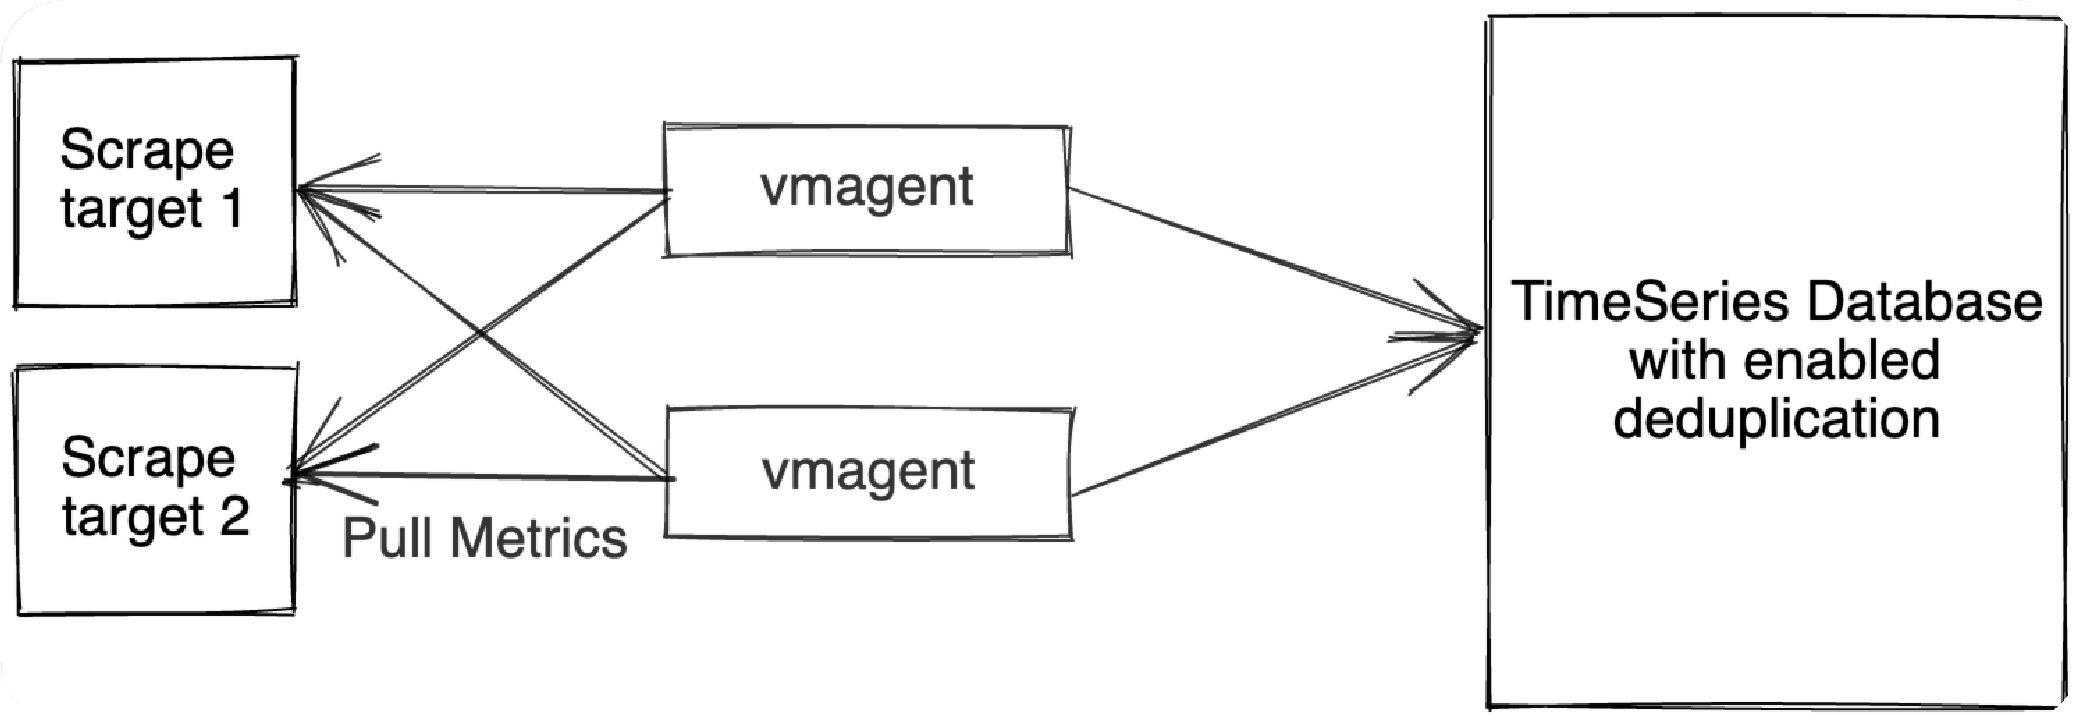 Scrape
target 1
vmagent
TimeSeries Database
with enabled
deduplication
Scrape
target 2
vmagent
Pull Metrics